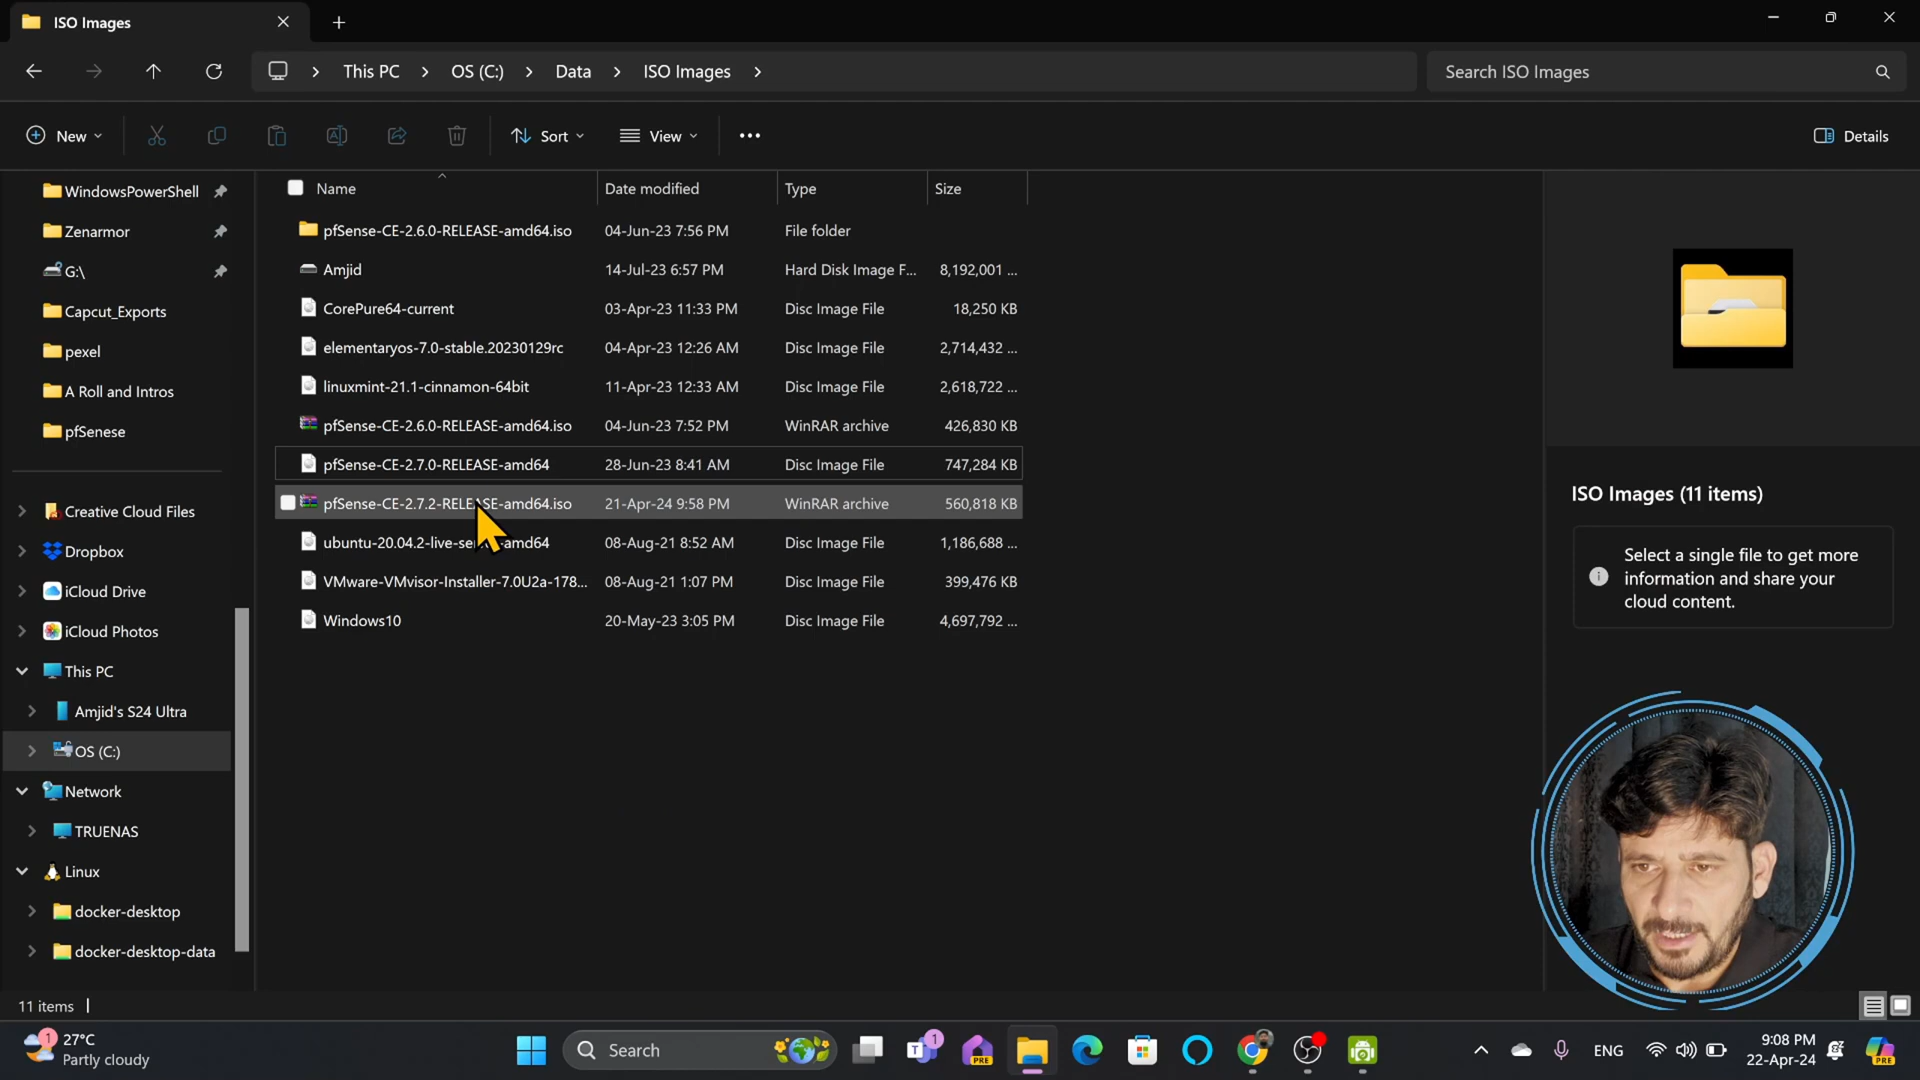 ISO Images
This PC OS (C:) Data ISO Images
Search ISO Images
New Sort View Details
Name Date modified Type Size
WindowsPowerShell
Zenarmor
G:\
Capcut_Exports
pexel
A Roll and Intros
pfSenese
Creative Cloud Files
Dropbox
iCloud Drive
iCloud Photos
This PC
Amjid's S24 Ultra
OS (C:)
Network
TRUENAS
Linux
docker-desktop
docker-desktop-data
pfSense-CE-2.6.0-RELEASE-amd64.iso 04-Jun-23 7:56 PM File folder
Amjid 14-Jul-23 6:57 PM Hard Disk Image F... 8,192,001 ...
CorePure64-current 03-Apr-23 11:33 PM Disc Image File 18,250 KB
elementaryos-7.0-stable.20230129rc 04-Apr-23 12:26 AM Disc Image File 2,714,432 ...
linuxmint-21.1-cinnamon-64bit 11-Apr-23 12:33 AM Disc Image File 2,618,722 ...
pfSense-CE-2.6.0-RELEASE-amd64.iso 04-Jun-23 7:52 PM WinRAR archive 426,830 KB
pfSense-CE-2.7.0-RELEASE-amd64 28-Jun-23 8:41 AM Disc Image File 747,284 KB
pfSense-CE-2.7.2-RELEASE-amd64.iso 21-Apr-24 9:58 PM WinRAR archive 560,818 KB
ubuntu-20.04.2-live-se amd64 08-Aug-21 8:52 AM Disc Image File 1,186,688 ...
VMware-VMvisor-Installer-7.0U2a-178... 08-Aug-21 1:07 PM Disc Image File 399,476 KB
Windows10 20-May-23 3:05 PM Disc Image File 4,697,792 ...
ISO Images (11 items)
Select a single file to get more
information and share your
cloud content.
11 items
1 27°C
Partly cloudy
Search
1
PRE
ENG
9:08 PM
22-Apr-24
PRE